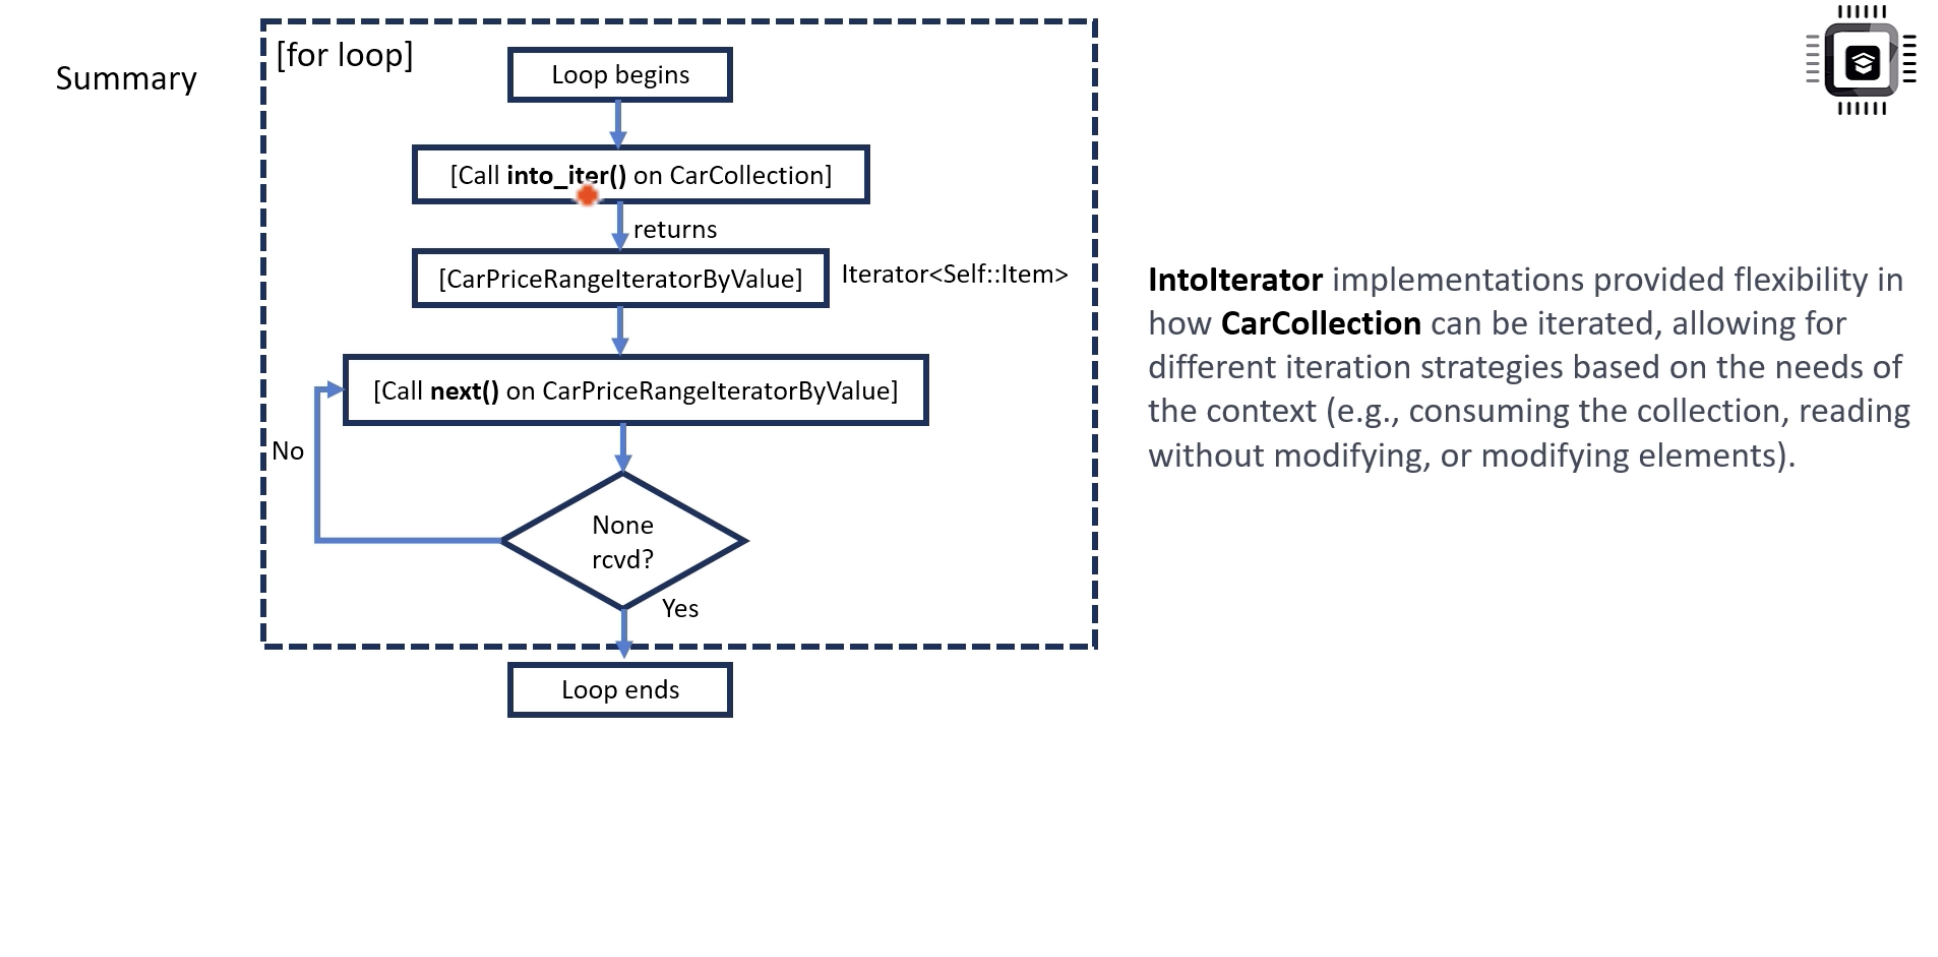 Summary
[for loop]
Loop begins
[Call into_iter() on CarCollection]
returns
[CarPriceRangeIteratorByValue]
Iterator<Self::Item>
[Call next() on CarPriceRangeIteratorByValue]
No
None
rcvd?
Yes
Loop ends
IntoIterator implementations provided flexibility in
how CarCollection can be iterated, allowing for
different iteration strategies based on the needs of
the context (e.g., consuming the collection, reading
without modifying, or modifying elements).